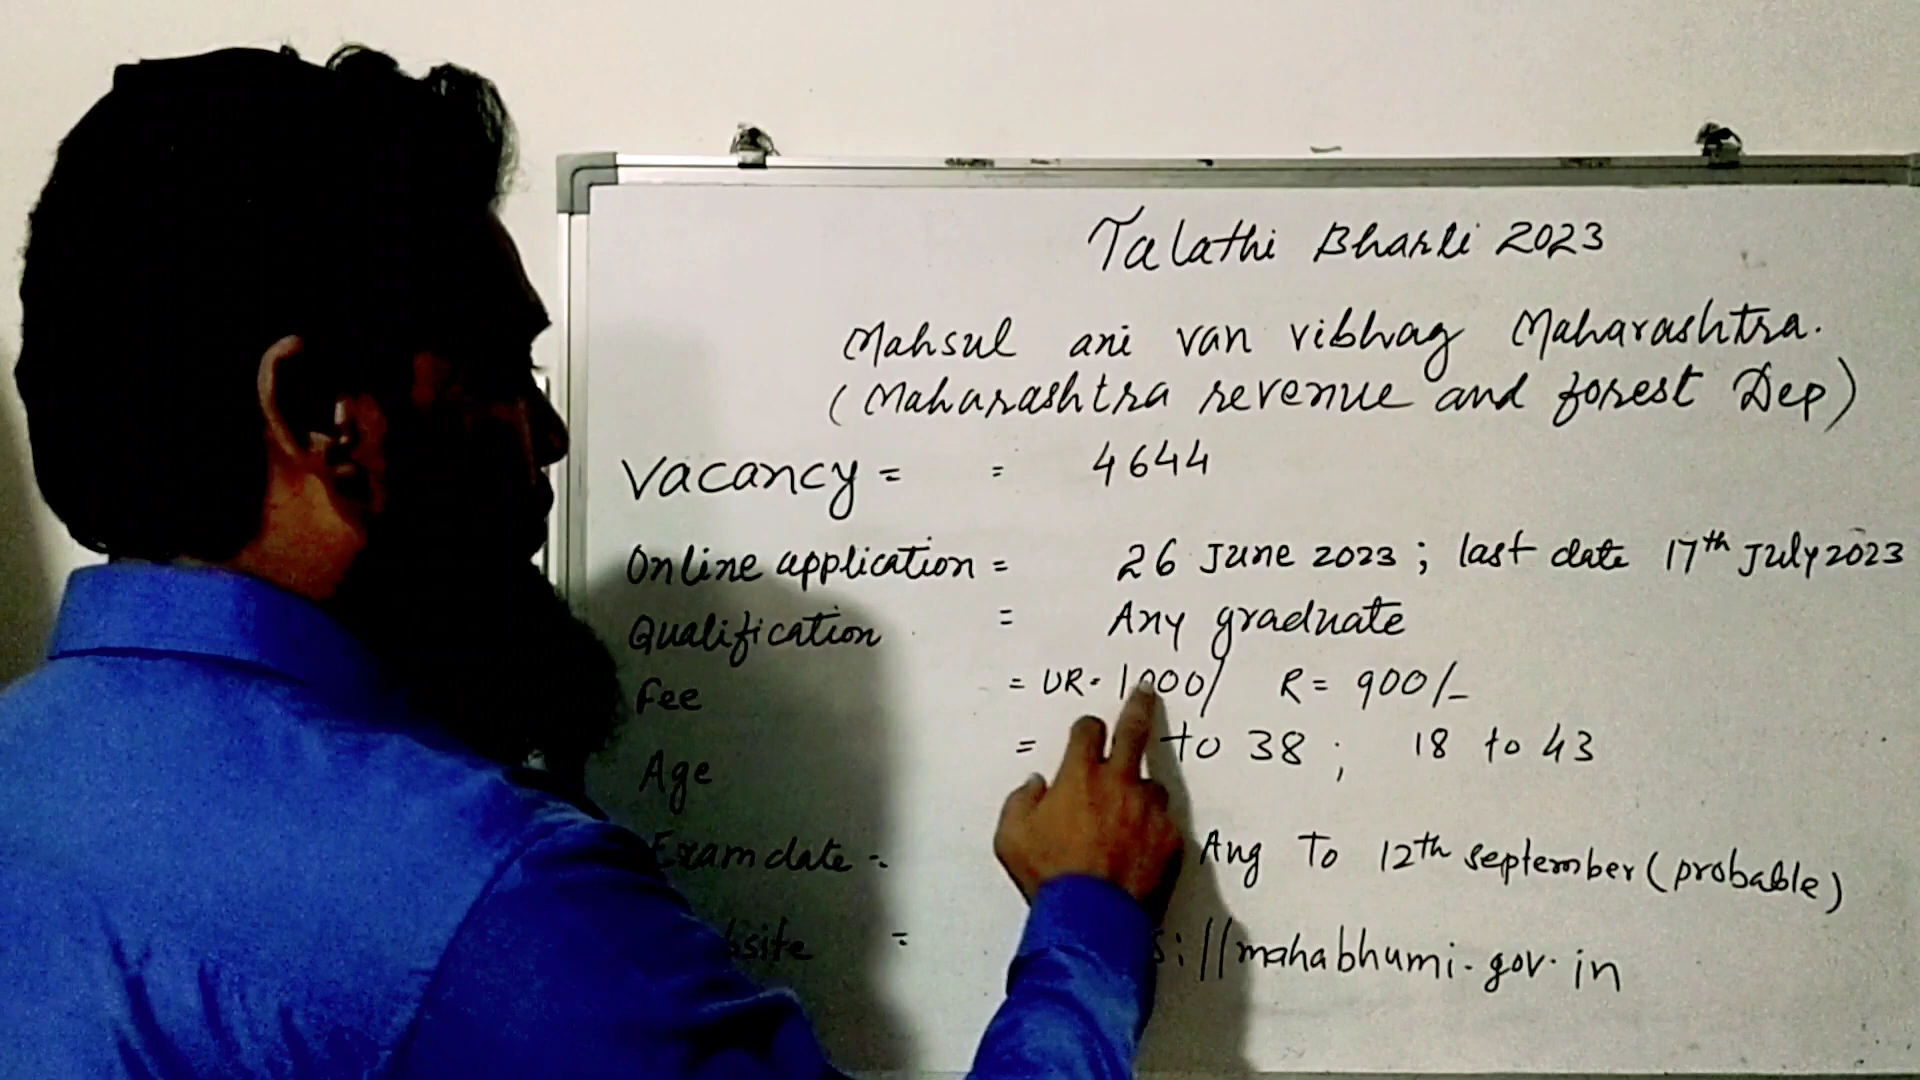 Talathi Bharti 2023
Mahsul ani van vibhag Maharashtra.
(Maharashtra revenue and forest Dep)
Vacancy = = 4644
Online application = 26 June 2023 ; last date 17th July 2023
Qualification = Any graduate
Fee = UR = 1000/ R = 900/-
Age = to 38 ; 18 to 43
Exam date = Aug To 12th september (probable)
= ://mahabhumi.gov.in